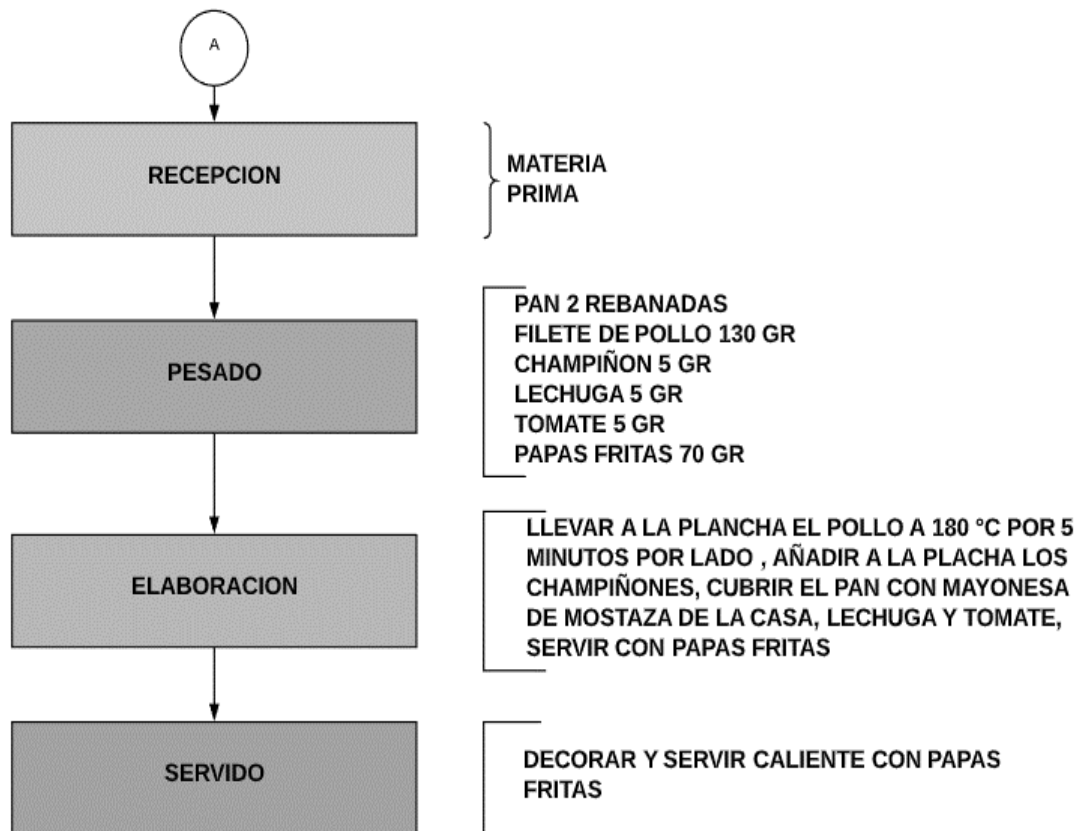 A
RECEPCION
MATERIA
PRIMA
PESADO
PAN 2 REBANADAS
FILETE DE POLLO 130 GR
CHAMPIÑON 5 GR
LECHUGA 5 GR
TOMATE 5 GR
PAPAS FRITAS 70 GR
ELABORACION
LLEVAR A LA PLANCHA EL POLLO A 180 °C POR 5
MINUTOS POR LADO , AÑADIR A LA PLACHA LOS
CHAMPIÑONES, CUBRIR EL PAN CON MAYONESA
DE MOSTAZA DE LA CASA, LECHUGA Y TOMATE,
SERVIR CON PAPAS FRITAS
SERVIDO
DECORAR Y SERVIR CALIENTE CON PAPAS
FRITAS